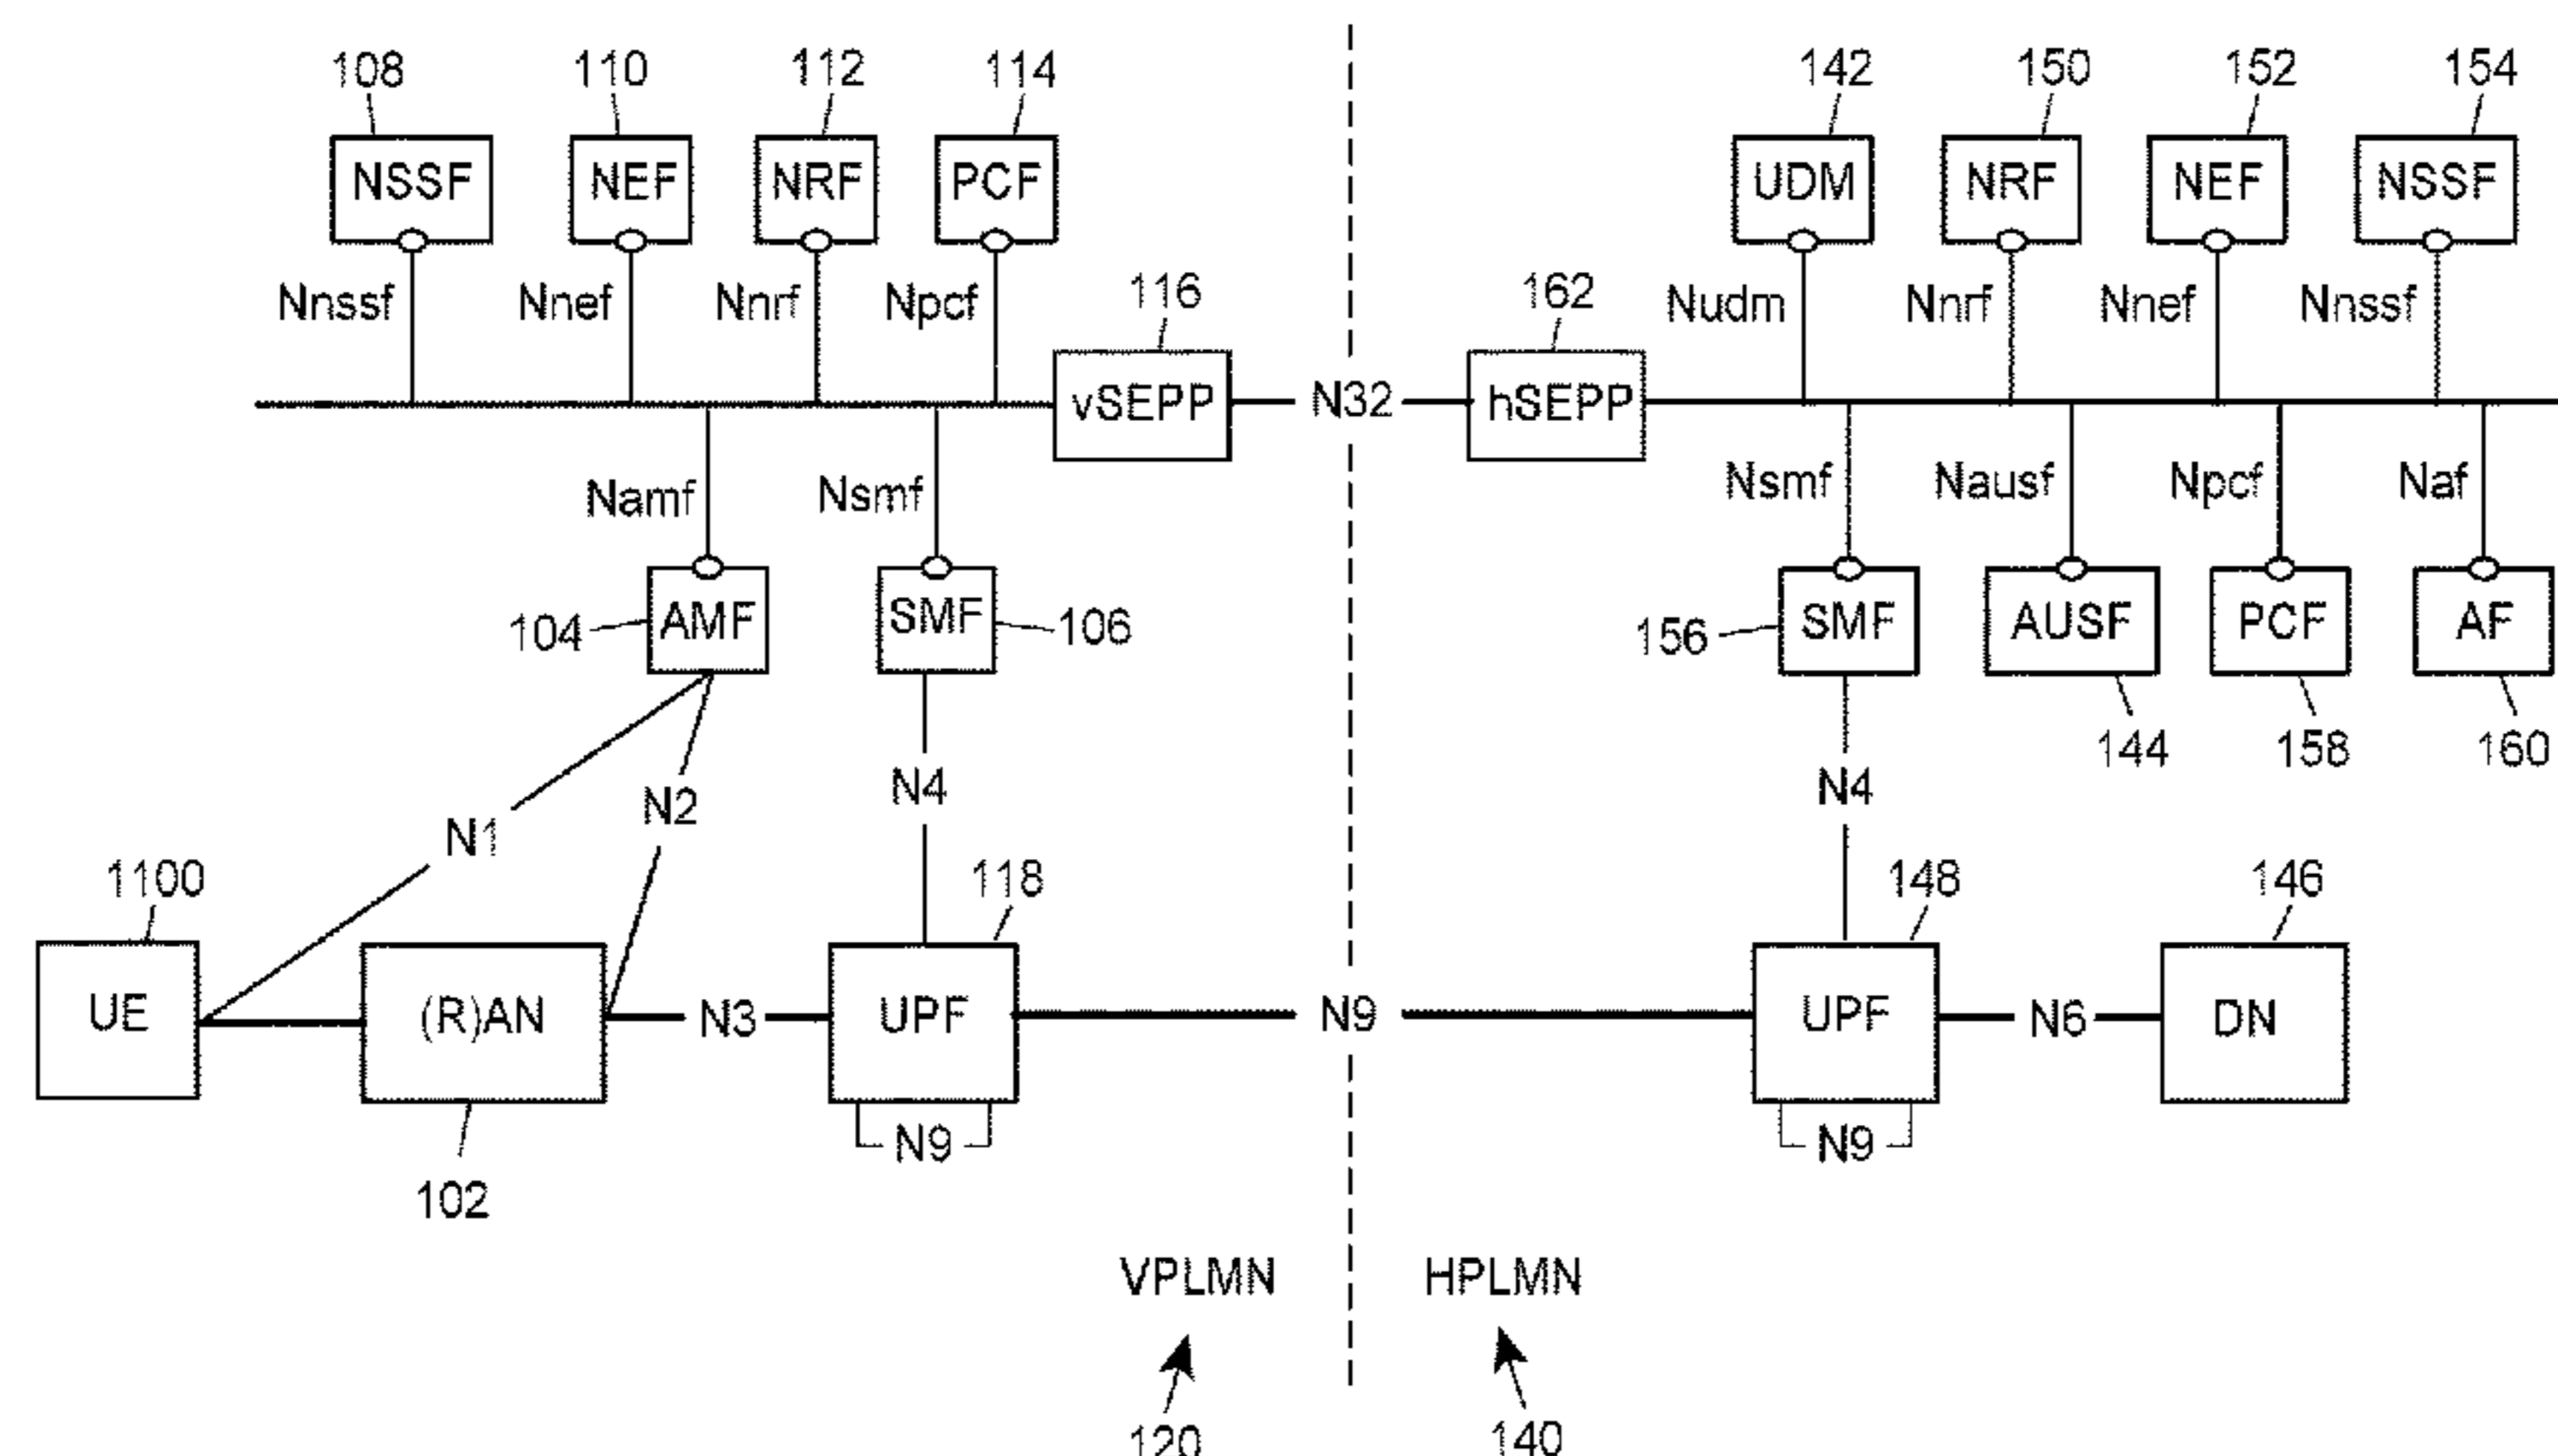 108 110 112 114 142 150 152 154
NSSF NEF NRF PCF UDM NRF NEF NSSF
Nnssf Nnef Nnrf Npcf 116 162 Nudm Nnrf Nnef Nnssf
vSEPP N32 hSEPP
Namf Nsmf Nsmf Nausf Npcf Naf
104 AMF SMF 106 156 SMF AUSF PCF AF
144 158 160
N1 N2 N4 N4
1100 118 148 146
UE (R)AN N3 UPF N9 UPF N6 DN
N9 N9
102
VPLMN HPLMN
120 140